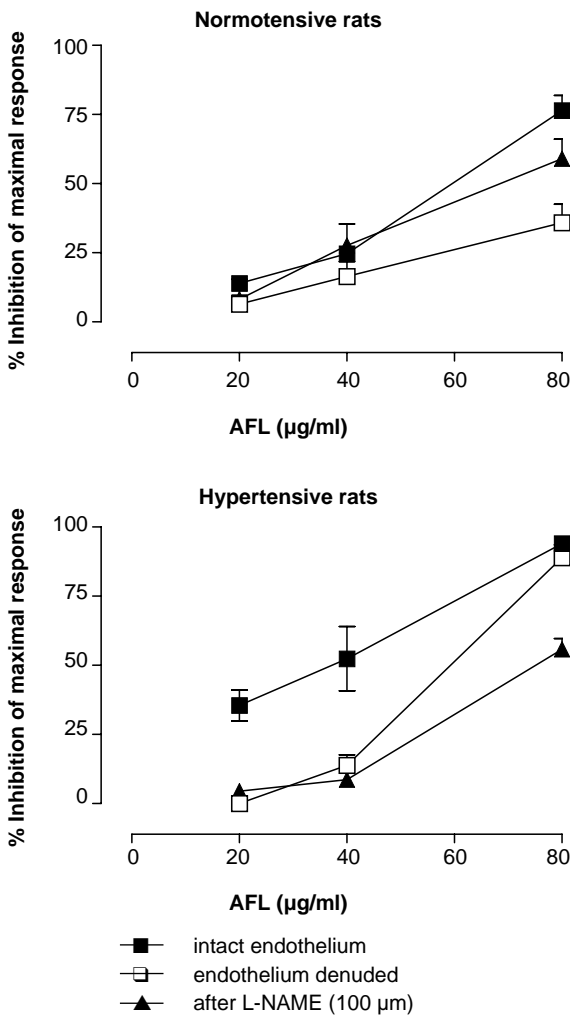 Normotensive rats
% Inhibition of maximal response
100
75
50
25
0
0 20 40 60 80
AFL (µg/ml)
Hypertensive rats
% Inhibition of maximal response
100
75
50
25
0
0 20 40 60 80
AFL (µg/ml)
intact endothelium
endothelium denuded
after L-NAME (100 µm)